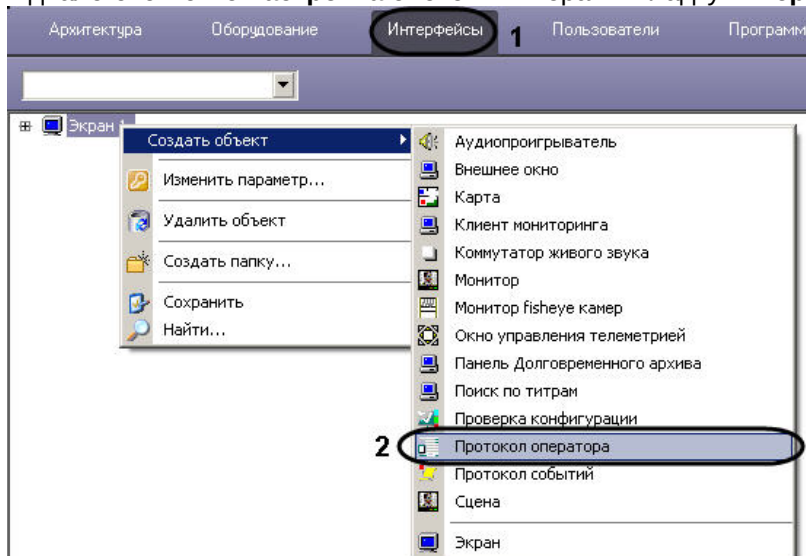 Архитектура Оборудование Интерфейсы 1 Пользователи Программ
Экран 1
Создать объект
Изменить параметр...
Удалить объект
Создать папку...
Сохранить
Найти...
Аудиопроигрыватель
Внешнее окно
Карта
Клиент мониторинга
Коммутатор живого звука
Монитор
Монитор fisheye камер
Окно управления телеметрией
Панель Долговременного архива
Поиск по титрам
Проверка конфигурации
2 Протокол оператора
Протокол событий
Сцена
Экран